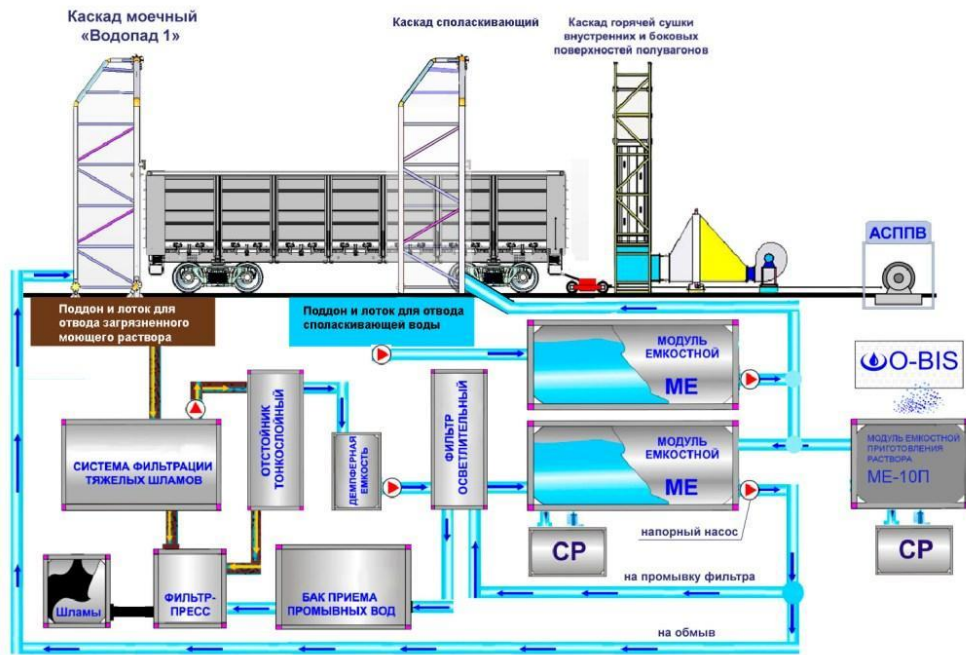 Каскад моечный
«Водопад 1»
Каскад споласкивающий
Каскад горячей сушки
внустренних и боковых
поверхностей полувагонов
АСППВ
Поддон и лоток для
отвода загрязненного
моющего раствора
Поддон и лоток для отвода
споласкивающей воды
МОДУЛЬ
ЕМКОСТНОЙ
МЕ
O-BIS
СИСТЕМА ФИЛЬТРАЦИИ
ТЯЖЕЛЫХ ШЛАМОВ
ОТСТОЙНИК
ТОНКОСЛОЙНЫЙ
ДЕМПФЕРНАЯ
ЕМКОСТЬ
ФИЛЬТР
ОСВЕТЛИТЕЛЬНЫЙ
МОДУЛЬ
ЕМКОСТНОЙ
МЕ
МОДУЛЬ ЕМКОСТНОЙ
ПРИГОТОВЛЕНИЯ
РАСТВОРА
МЕ-10П
напорный насос
СР
СР
Шламы
ФИЛЬТР-
ПРЕСС
БАК ПРИЕМА
ПРОМЫВНЫХ ВОД
на промывку фильтра
на обмыв